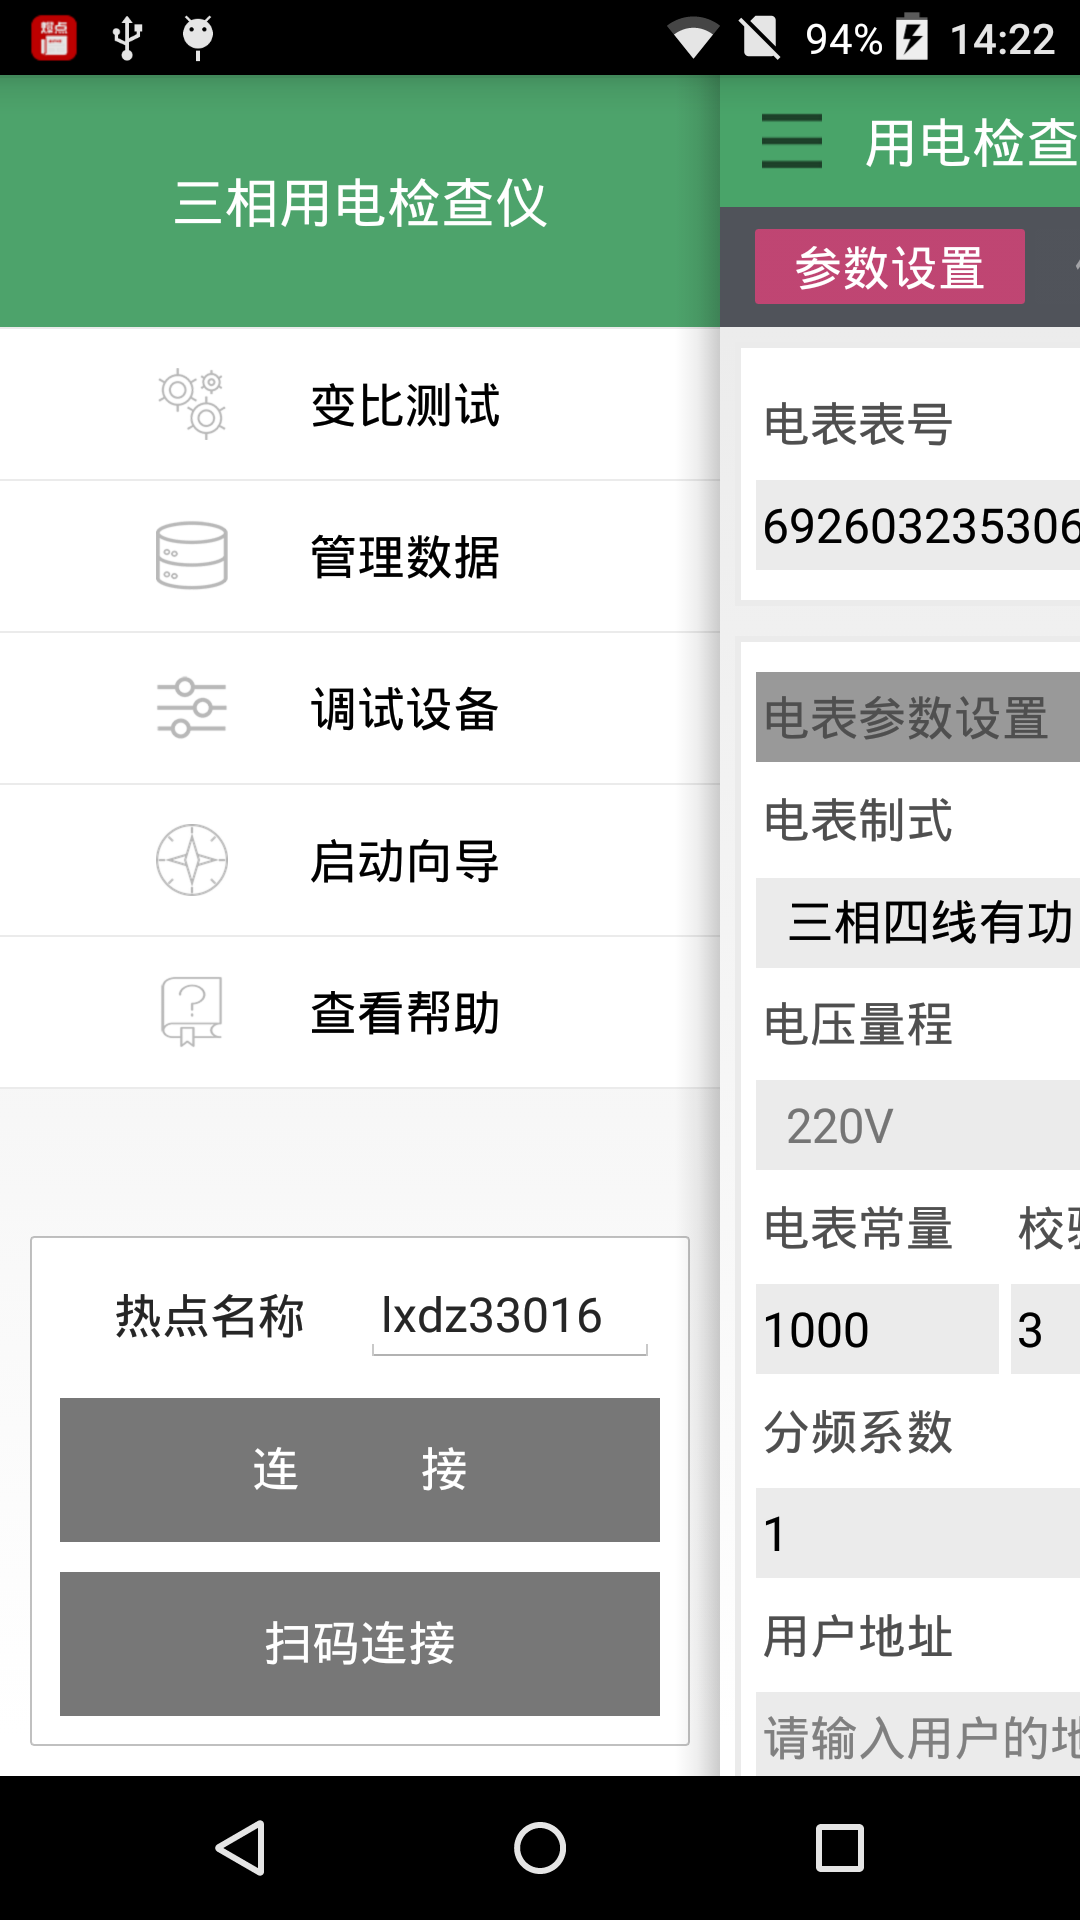 94% 14:22
三相用电检查仪
变比测试
管理数据
调试设备
启动向导
查看帮助
热点名称 lxdz33016
连 接
扫码连接
用电检查
参数设置
电表表号
692603235306
电表参数设置
电表制式
三相四线有功
电压量程
220V
电表常量
1000 3
分频系数
1
用户地址
请输入用户的